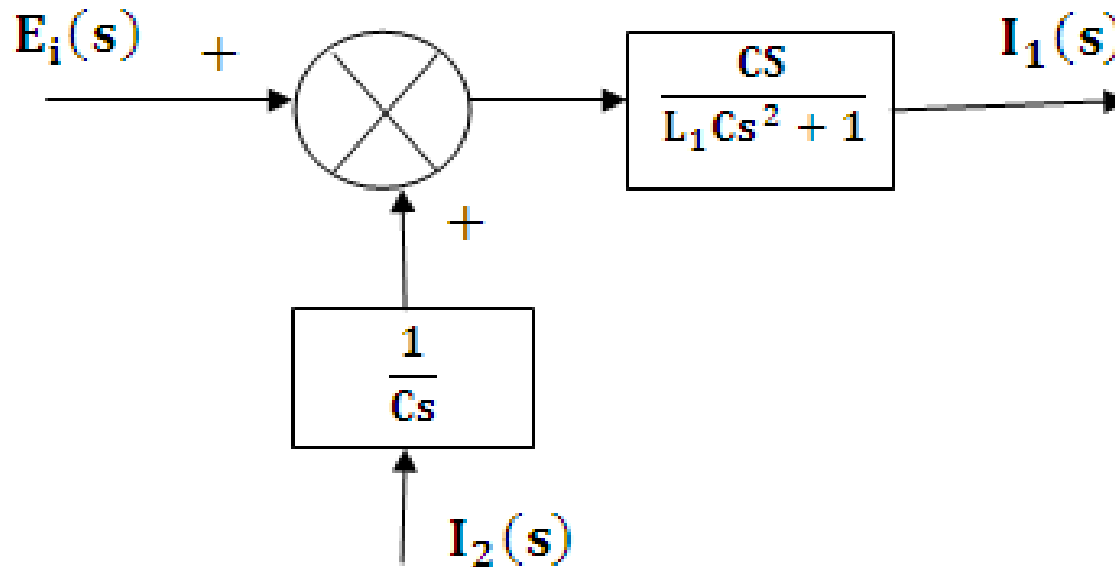 Eᵢ(s)
+
CS
L₁Cs² + 1
I₁(s)
+
1
Cs
I₂(s)